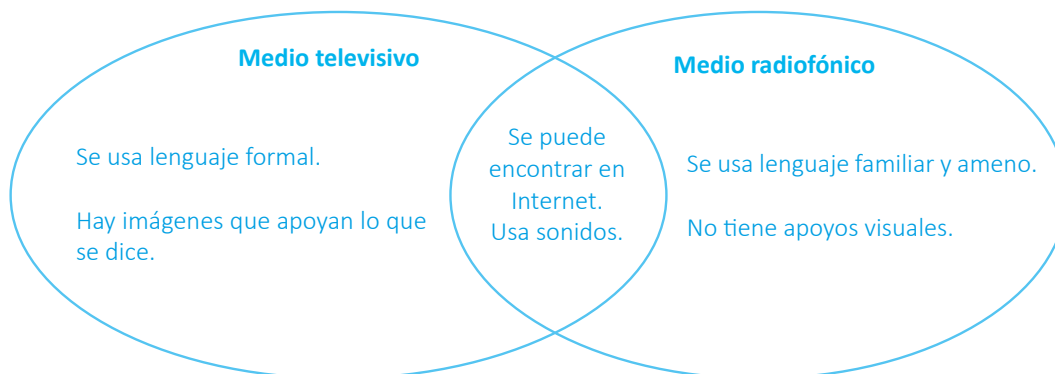 Medio televisivo
Se usa lenguaje formal.
Hay imágenes que apoyan lo que
se dice.
Se puede
encontrar en
Internet.
Usa sonidos.
Medio radiofónico
Se usa lenguaje familiar y ameno.
No tiene apoyos visuales.